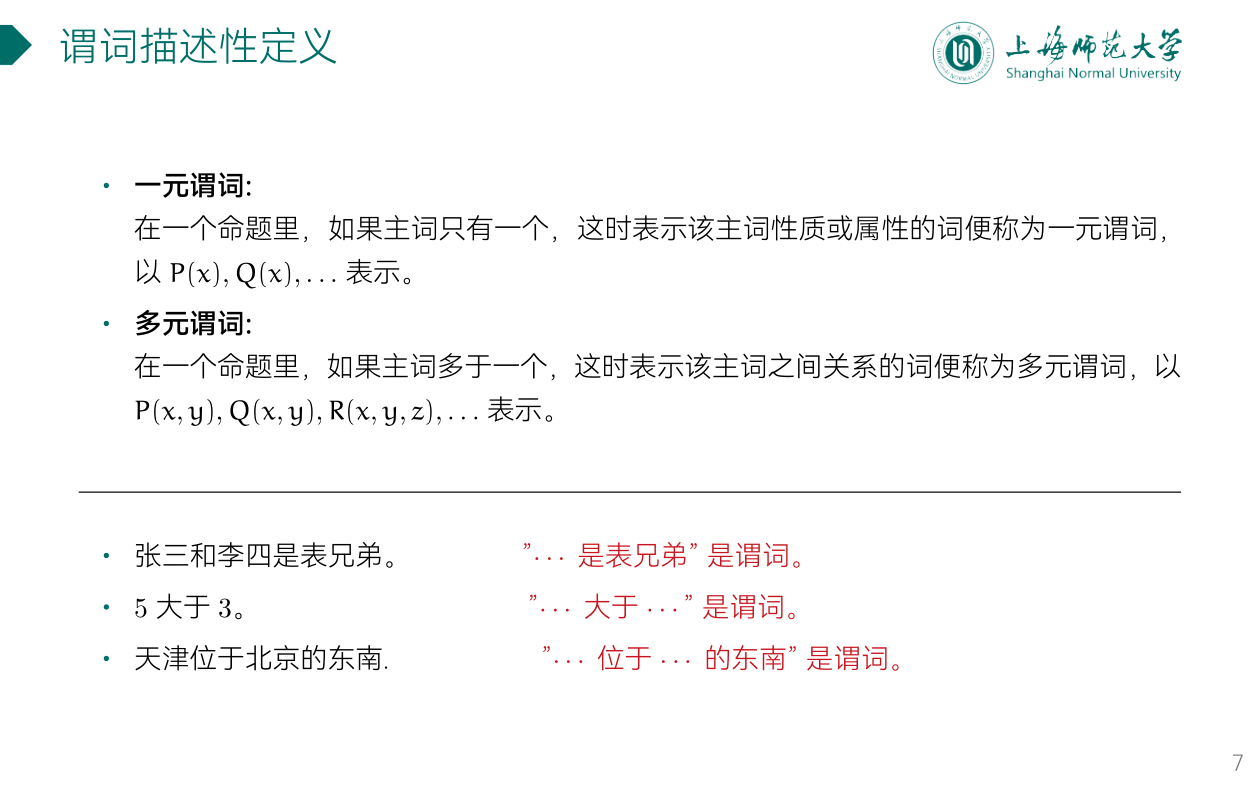 谓词描述性定义
上海师范大学
Shanghai Normal University
• 一元谓词:
在一个命题里，如果主词只有一个，这时表示该主词性质或属性的词便称为一元谓词，
以 P(x), Q(x), . . . 表示。
• 多元谓词:
在一个命题里，如果主词多于一个，这时表示该主词之间关系的词便称为多元谓词，以
P(x, y), Q(x, y), R(x, y, z), . . . 表示。
• 张三和李四是表兄弟。 ”· · · 是表兄弟” 是谓词。
• 5 大于 3。 ”· · · 大于 · · · ” 是谓词。
• 天津位于北京的东南. ”· · · 位于 · · · 的东南” 是谓词。
7